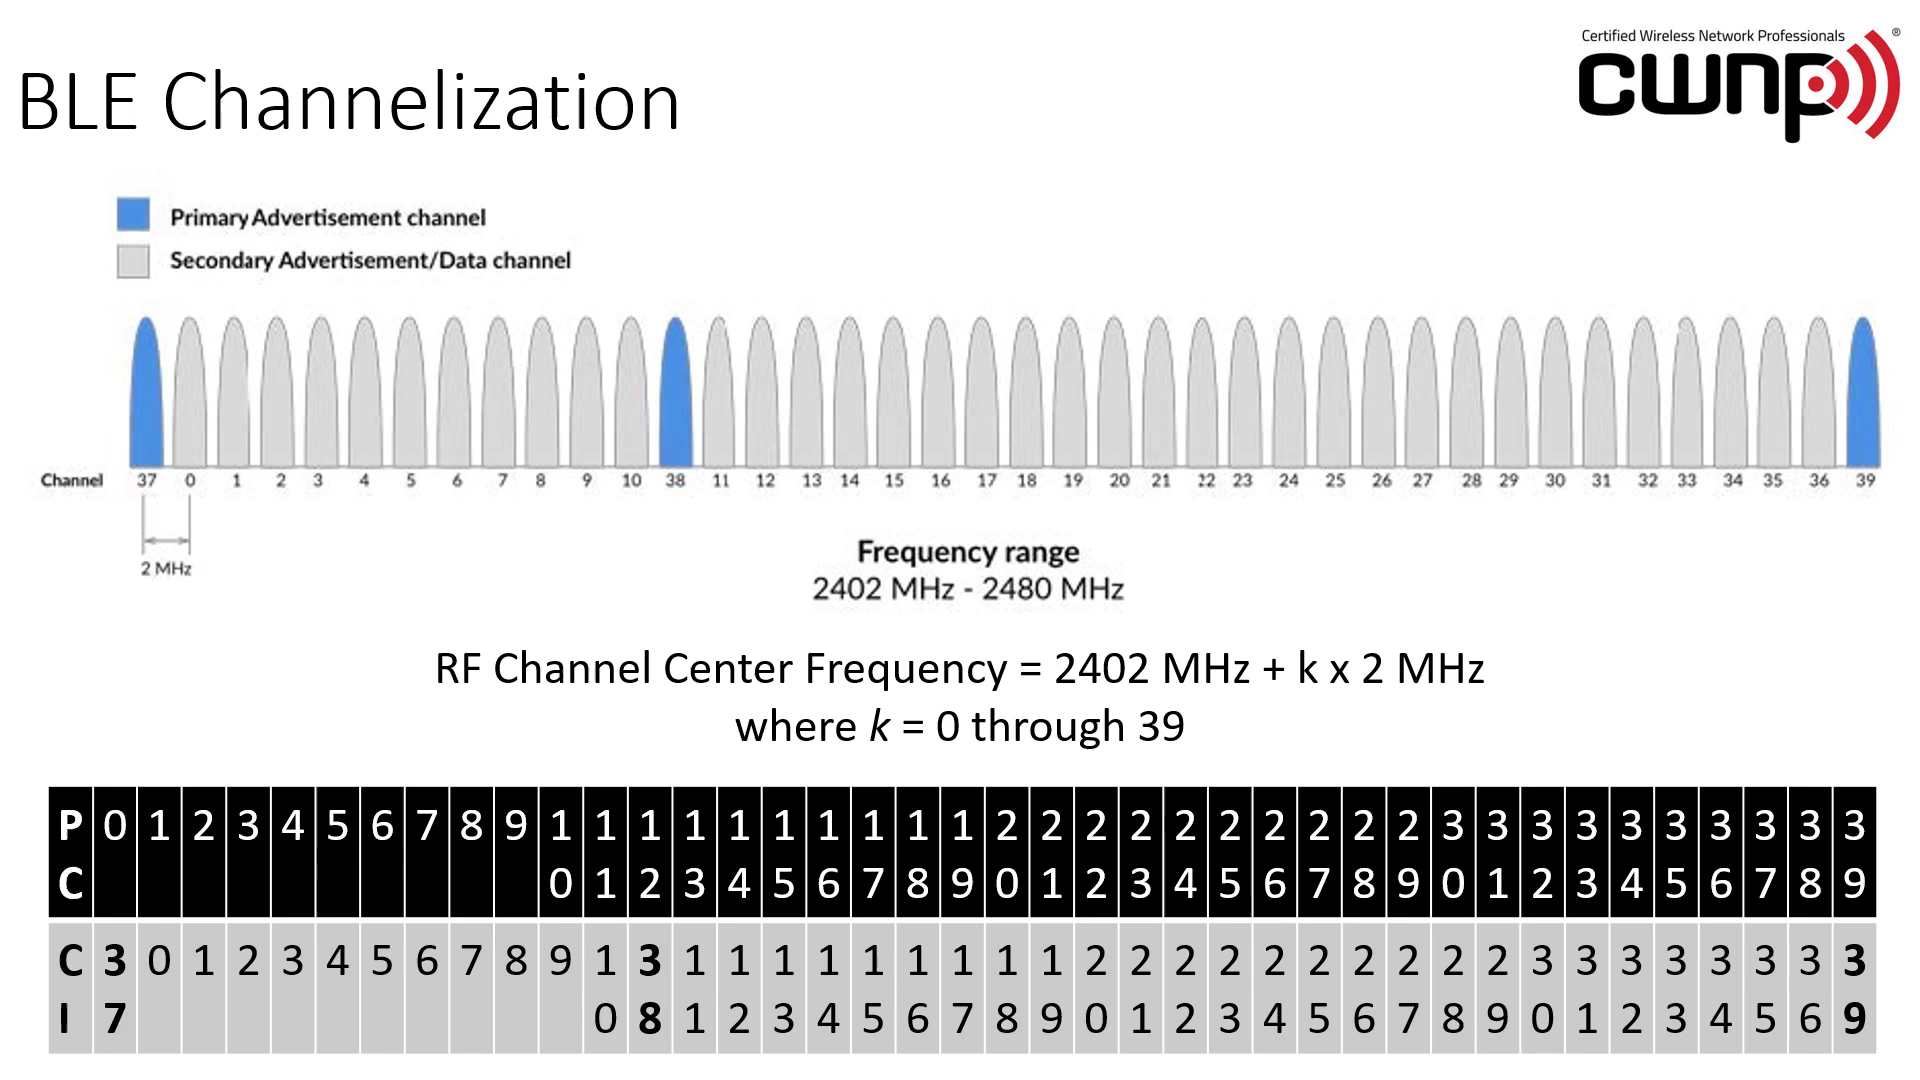 Certified Wireless Network Professionals ®
cwnp
BLE Channelization
Primary Advertisement channel
Secondary Advertisement/Data channel
Channel 37 0 1 2 3 4 5 6 7 8 9 10 38 11 12 13 14 15 16 17 18 19 20 21 22 23 24 25 26 27 28 29 30 31 32 33 34 35 36 39
2 MHz
Frequency range
2402 MHz - 2480 MHz
RF Channel Center Frequency = 2402 MHz + k x 2 MHz
where k = 0 through 39
PC 0 1 2 3 4 5 6 7 8 9 10 11 12 13 14 15 16 17 18 19 20 21 22 23 24 25 26 27 28 29 30 31 32 33 34 35 36 37 38 39
CI 37 0 1 2 3 4 5 6 7 8 9 10 38 11 12 13 14 15 16 17 18 19 20 21 22 23 24 25 26 27 28 29 30 31 32 33 34 35 36 39